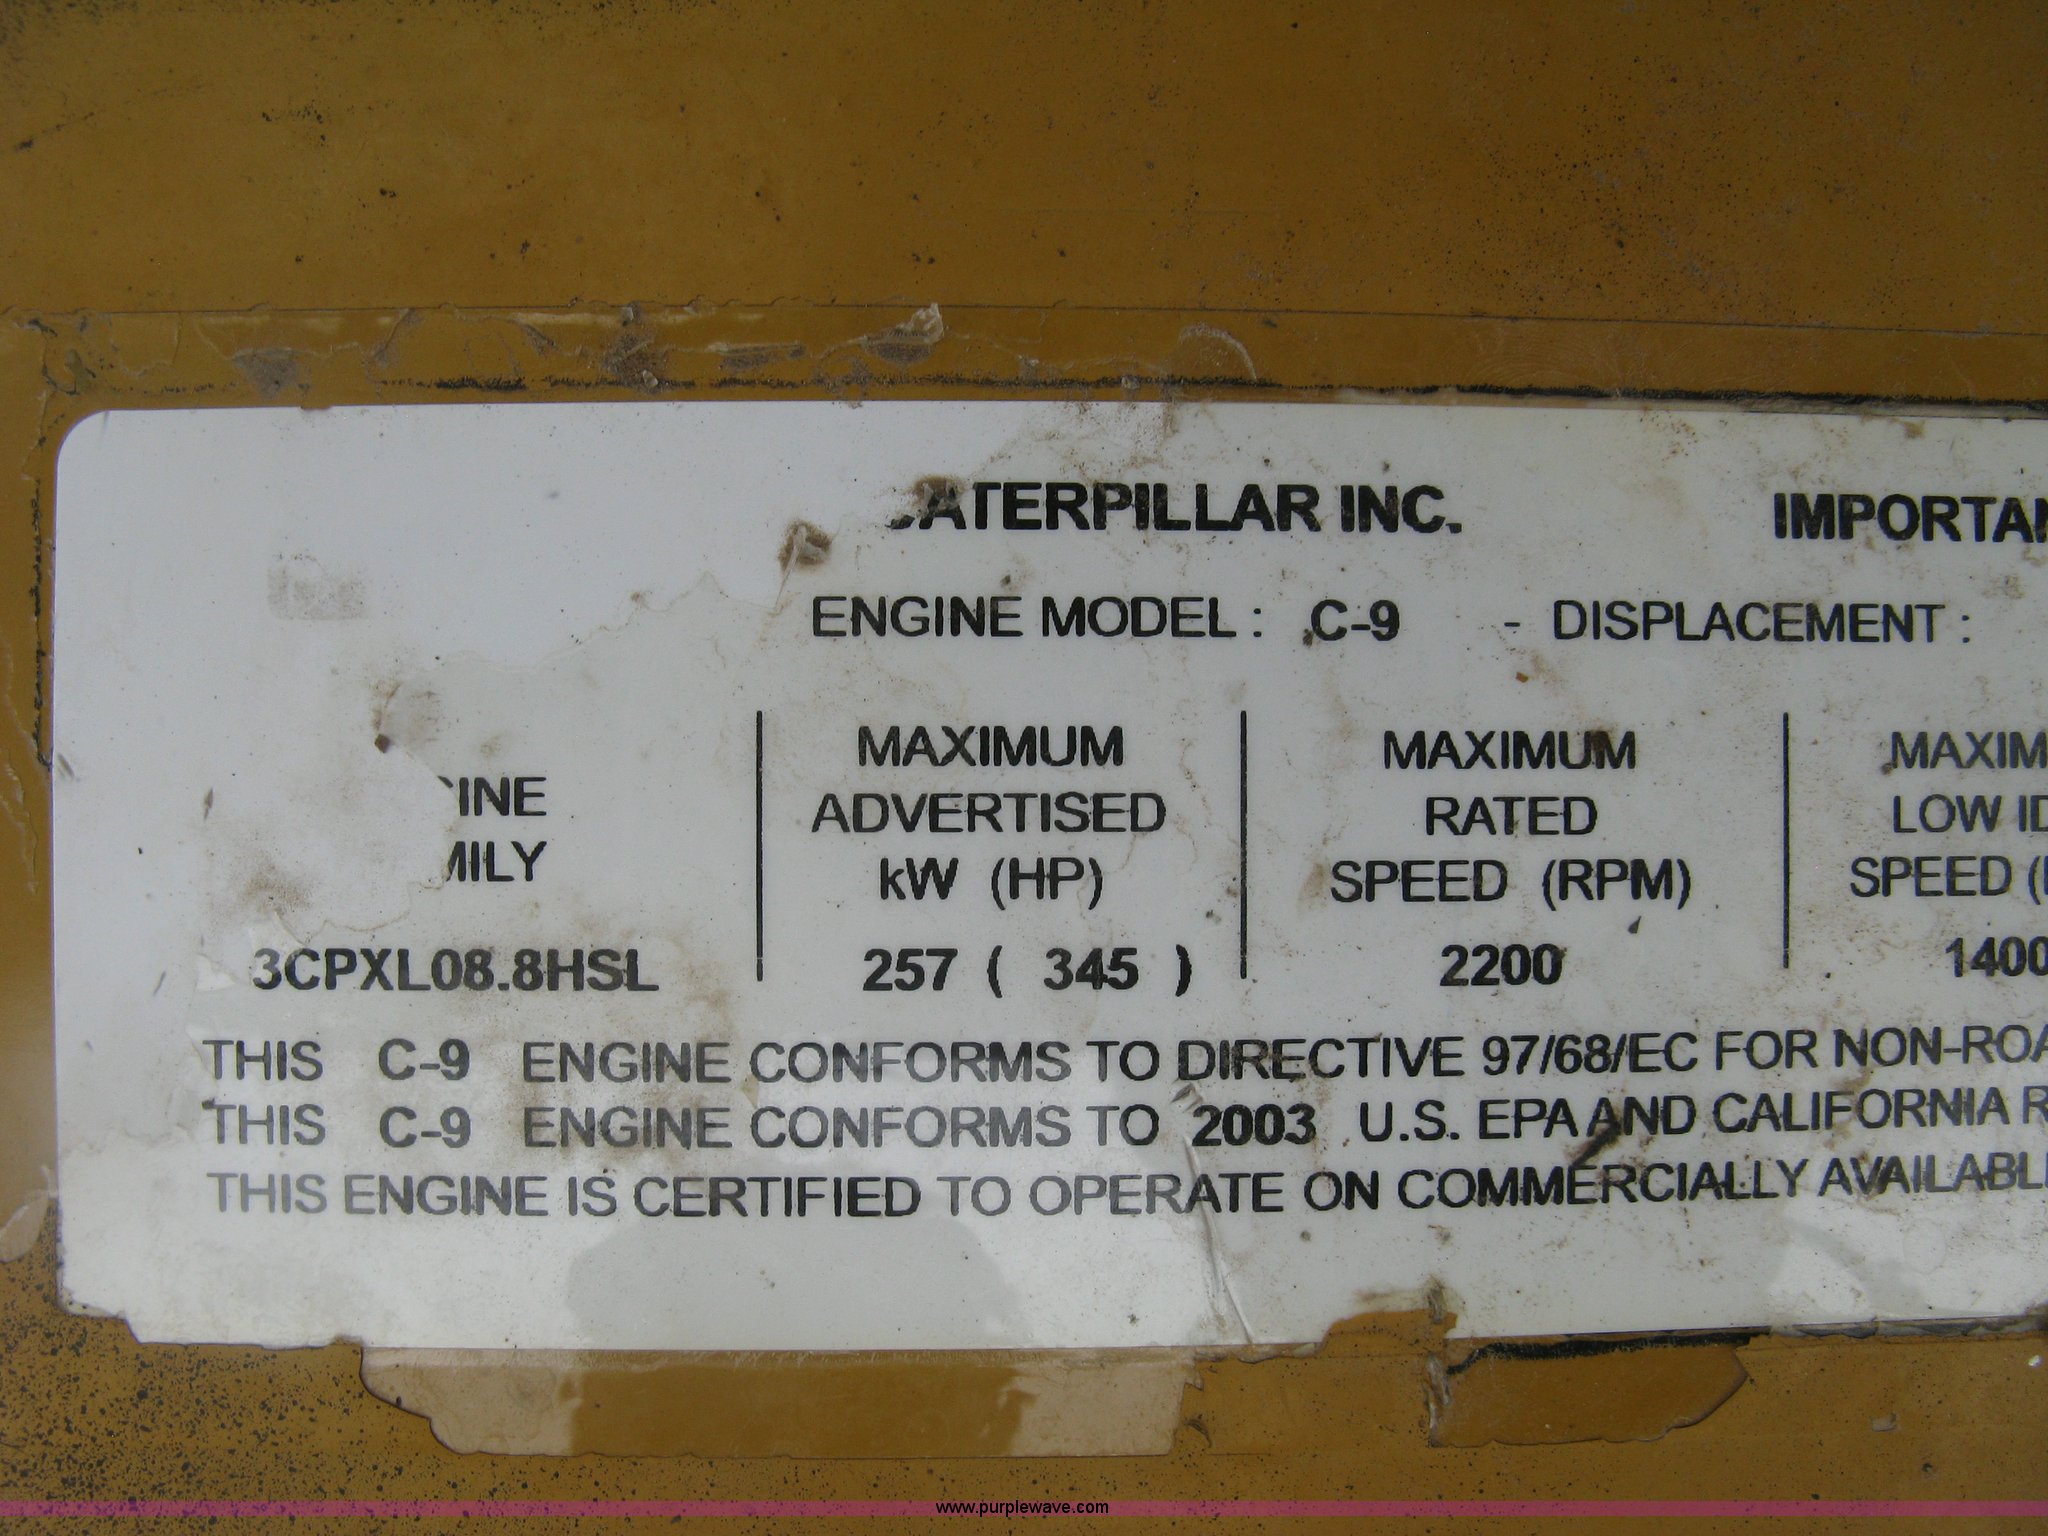 CATERPILLAR INC. IMPORTAN
ENGINE MODEL : C-9 - DISPLACEMENT :
MAXIMUM MAXIMUM MAXIM
INE ADVERTISED RATED LOW ID
MILY kW (HP) SPEED (RPM) SPEED (
3CPXL08.8HSL 257 ( 345 ) 2200 1400
THIS C-9 ENGINE CONFORMS TO DIRECTIVE 97/68/EC FOR NON-ROA
THIS C-9 ENGINE CONFORMS TO 2003 U.S. EPA AND CALIFORNIA R
THIS ENGINE IS CERTIFIED TO OPERATE ON COMMERCIALLY AVAILABL
www.purplewave.com